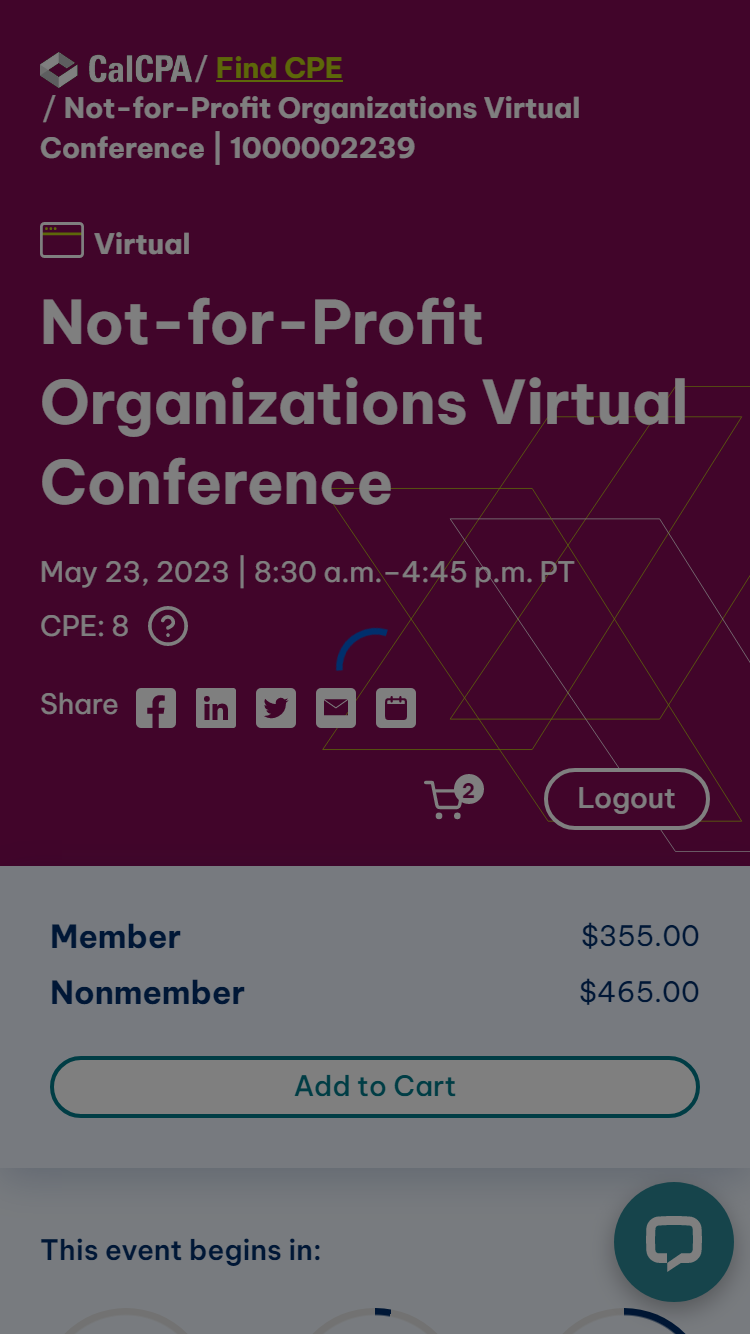 CalCPA / Find CPE
/ Not-for-Profit Organizations Virtual
Conference | 1000002239
Virtual
Not-for-Profit
Organizations Virtual
Conference
May 23, 2023 | 8:30 a.m.–4:45 p.m. PT
CPE: 8 ?
Share
2 Logout
Member $355.00
Nonmember $465.00
Add to Cart
This event begins in: